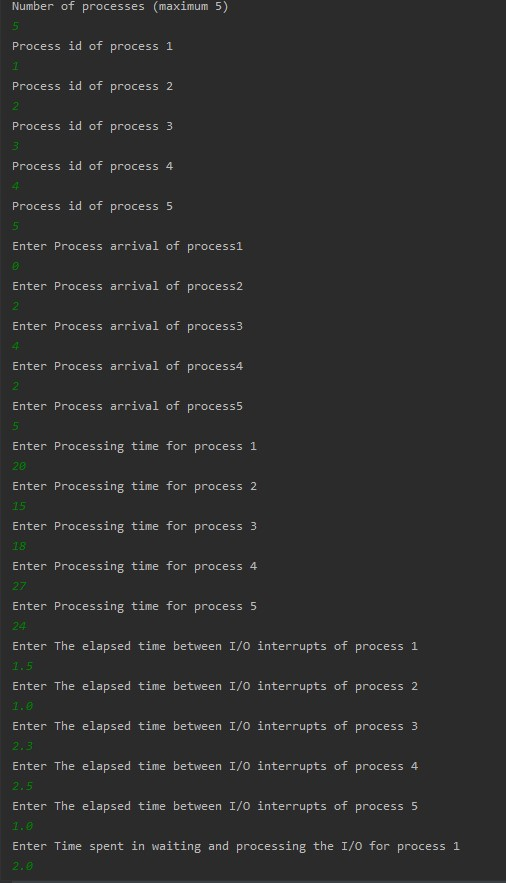 Number of processes (maximum 5)
5
Process id of process 1
1
Process id of process 2
2
Process id of process 3
3
Process id of process 4
4
Process id of process 5
5
Enter Process arrival of process1
0
Enter Process arrival of process2
2
Enter Process arrival of process3
4
Enter Process arrival of process4
2
Enter Process arrival of process5
5
Enter Processing time for process 1
20
Enter Processing time for process 2
15
Enter Processing time for process 3
18
Enter Processing time for process 4
27
Enter Processing time for process 5
24
Enter The elapsed time between I/O interrupts of process 1
1.5
Enter The elapsed time between I/O interrupts of process 2
1.0
Enter The elapsed time between I/O interrupts of process 3
2.3
Enter The elapsed time between I/O interrupts of process 4
2.5
Enter The elapsed time between I/O interrupts of process 5
1.0
Enter Time spent in waiting and processing the I/O for process 1
2.0